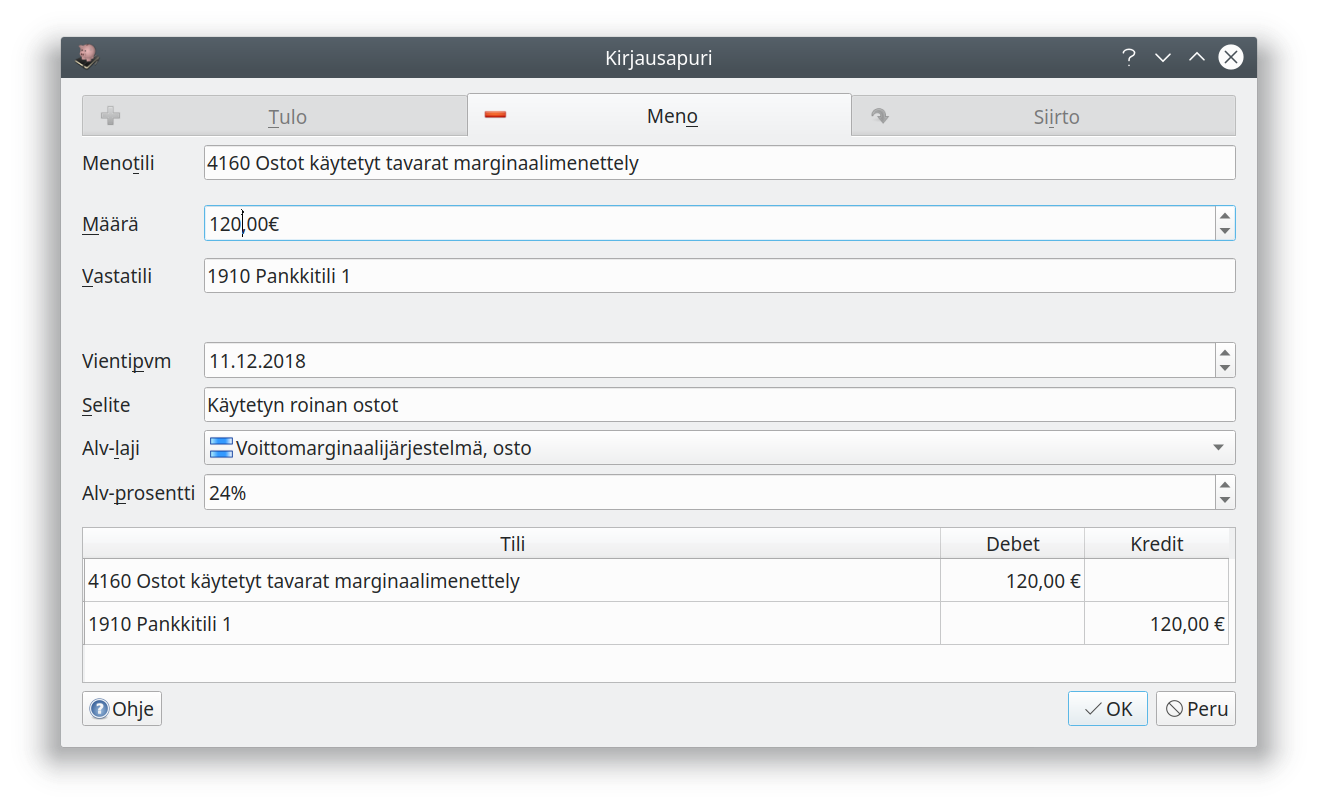 Kirjausapuri
Tulo
Meno
Siirto
Menotili 4160 Ostot käytetyt tavarat marginaalimenettely
Määrä 120,00€
Vastatili 1910 Pankkitili 1
Vientipvm 11.12.2018
Selite Käytetyn roinan ostot
Alv-laji Voittomarginaalijärjestelmä, osto
Alv-prosentti 24%
Tili Debet Kredit
4160 Ostot käytetyt tavarat marginaalimenettely 120,00 €
1910 Pankkitili 1 120,00 €
Ohje OK Peru